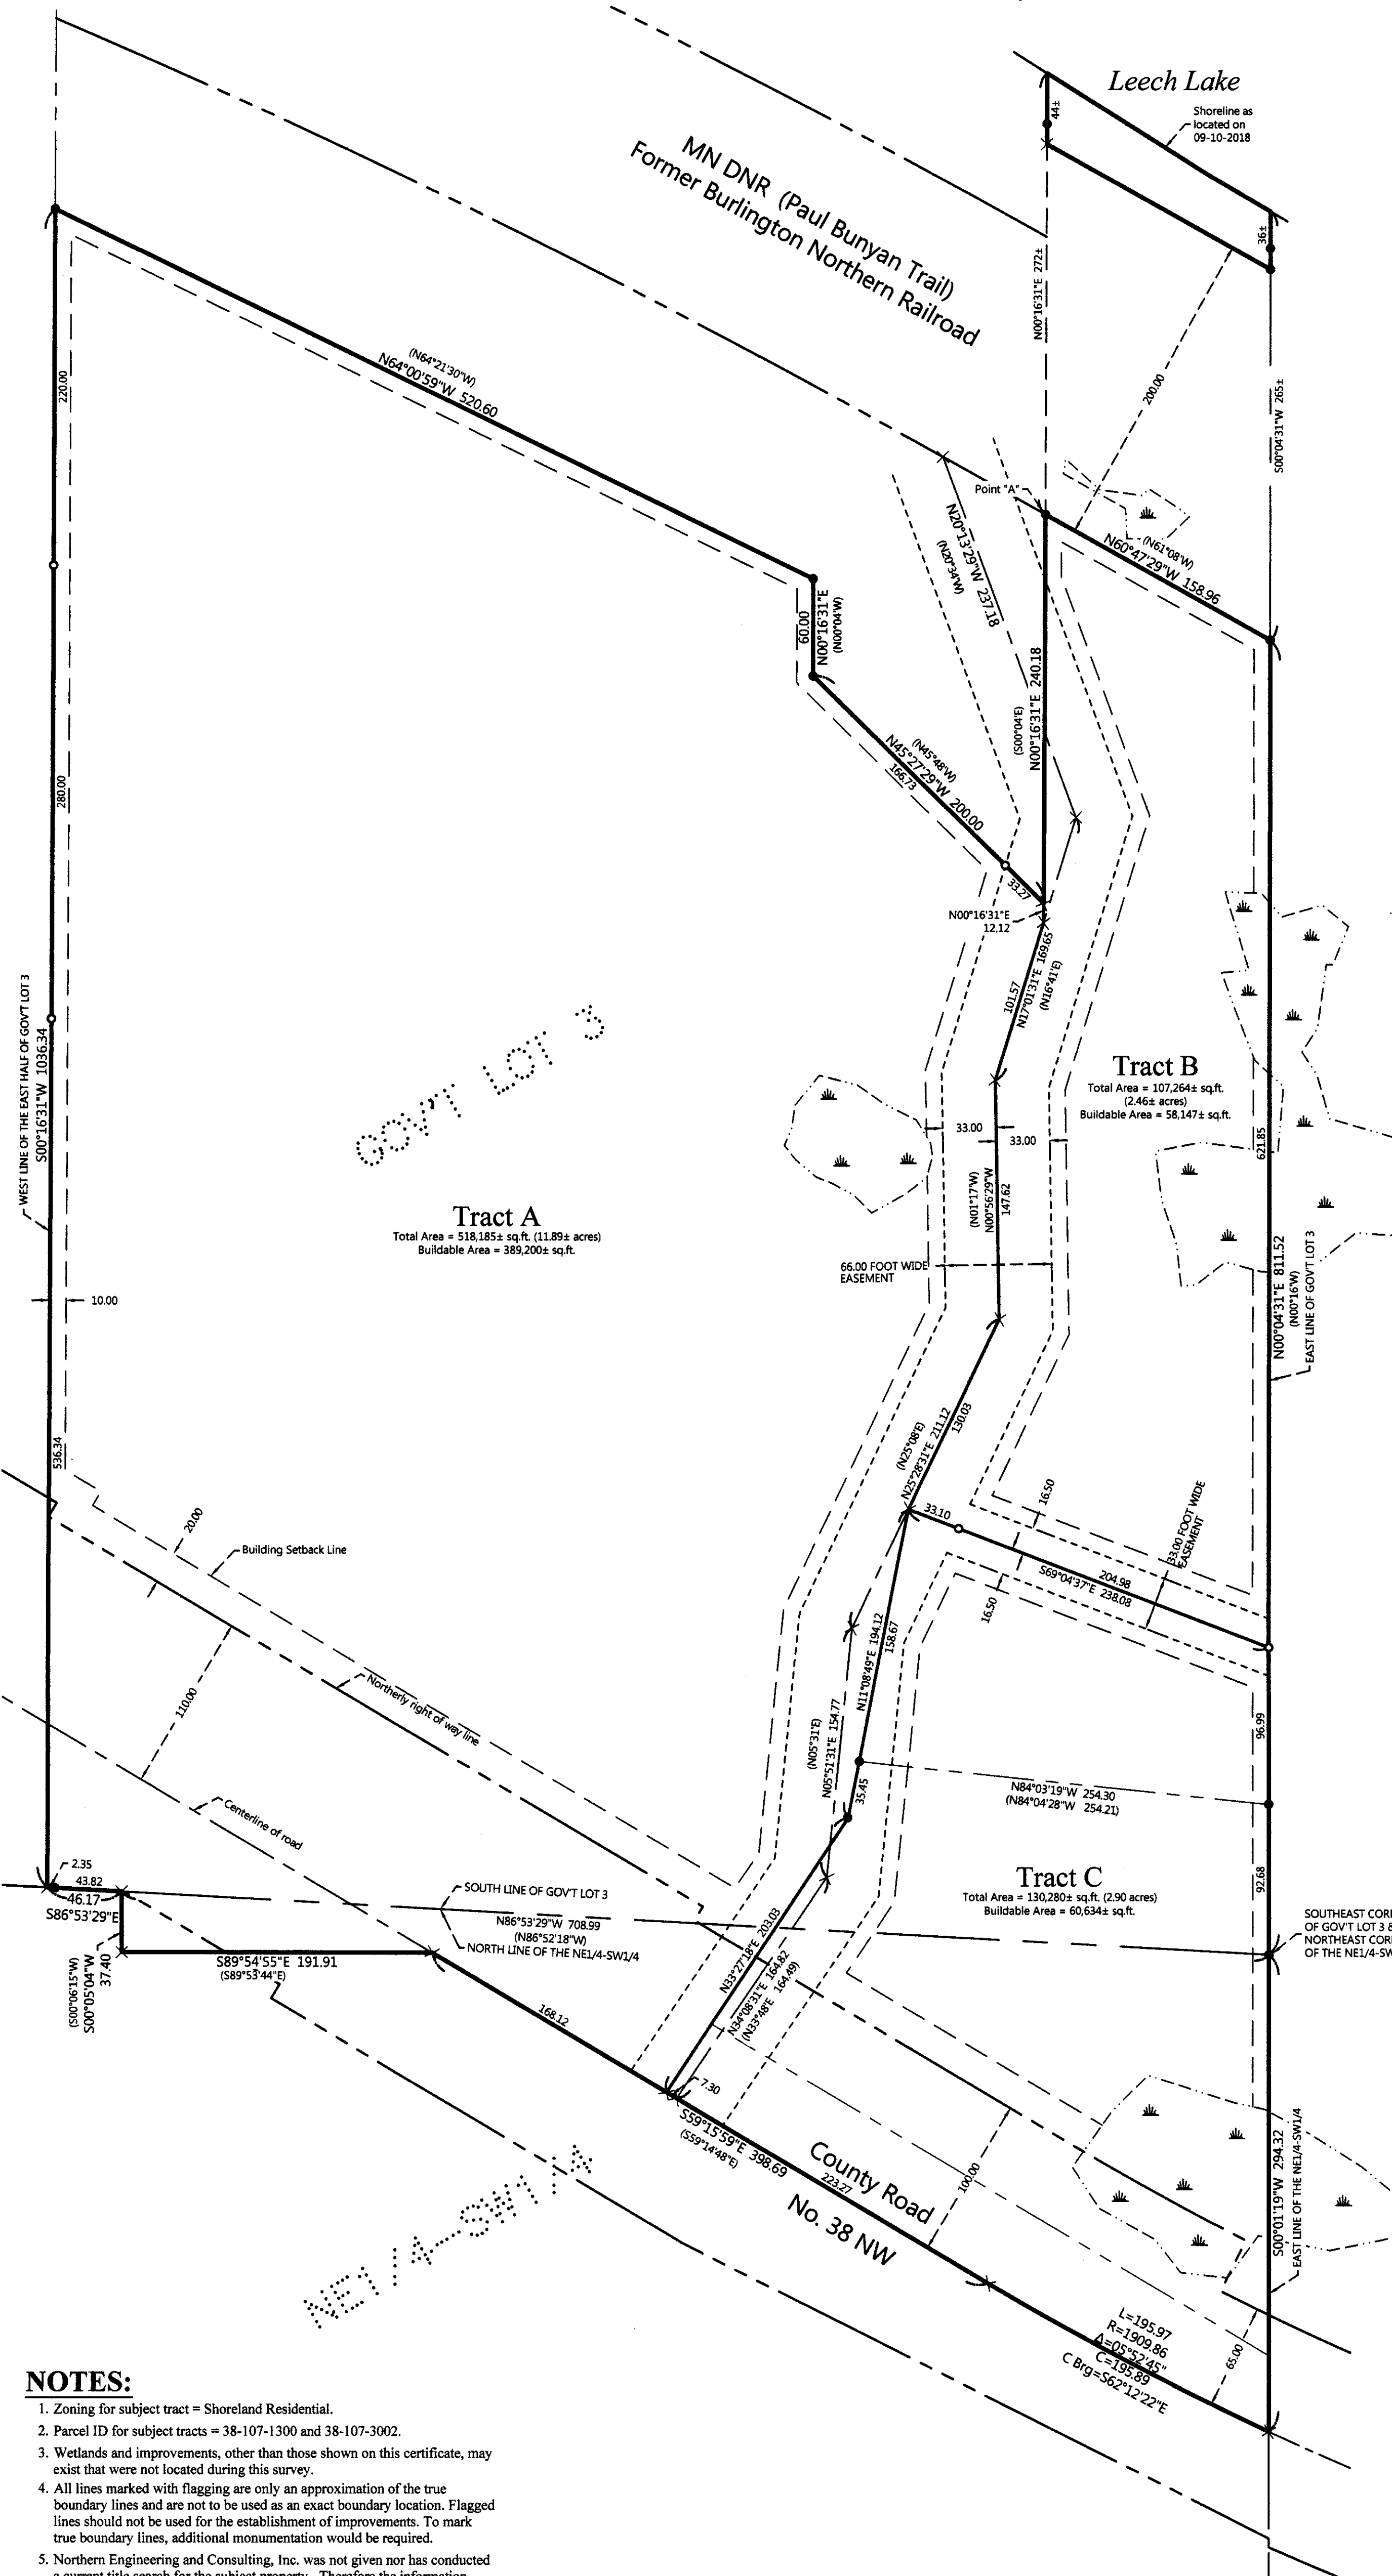 Leech Lake
Shoreline as
located on
09-10-2018
44±
36±
MN DNR (Paul Bunyan Trail)
Former Burlington Northern Railroad
N00°16'31"E 272±
S00°04'31"W 265±
200.00
220.00
(N64°21'30"W)
N64°00'59"W 520.60
Point "A"
N20°13'29"W 237.18
(N20°34'W)
(N61°08'W)
N60°47'29"W 158.96
60.00
N00°16'31"E
(N00°04'W)
(S00°04'E)
N00°16'31"E 240.18
(N45°48'W)
N45°27'29"W 200.00
166.73
33.27
280.00
N00°16'31"E
12.12
101.57
N17°01'31"E 169.65
(N16°41'E)
WEST LINE OF THE EAST HALF OF GOV'T LOT 3
S00°16'31"W 1036.34
GOV'T LOT 3
Tract B
Total Area = 107,264± sq.ft.
(2.46± acres)
Buildable Area = 58,147± sq.ft.
33.00
33.00
621.85
(N01°17'W)
N00°56'29"W
147.62
Tract A
Total Area = 518,185± sq.ft. (11.89± acres)
Buildable Area = 389,200± sq.ft.
66.00 FOOT WIDE
EASEMENT
N00°04'31"E 811.52
(N00°16'W)
EAST LINE OF GOV'T LOT 3
10.00
536.34
(N25°08'E)
N25°28'31"E 211.12
130.03
16.50
33.10
33.00 FOOT WIDE
EASEMENT
204.98
S69°04'37"E 238.08
16.50
20.00
Building Setback Line
110.00
Northerly right of way line
N11°08'49"E 194.12
158.67
(N05°31'E)
N05°51'31"E 154.77
35.45
96.99
N84°03'19"W 254.30
(N84°04'28"W 254.21)
Centerline of road
2.35
43.82
46.17
S86°53'29"E
SOUTH LINE OF GOV'T LOT 3
N86°53'29"W 708.99
(N86°52'18"W)
NORTH LINE OF THE NE1/4-SW1/4
Tract C
Total Area = 130,280± sq.ft. (2.90 acres)
Buildable Area = 60,634± sq.ft.
92.68
SOUTHEAST COR
OF GOV'T LOT 3 &
NORTHEAST COR
OF THE NE1/4-SW
(S00°06'15"W)
S00°05'04"W
37.40
S89°54'55"E 191.91
(S89°53'44"E)
N33°27'18"E 203.03
N34°08'31"E 164.82
(N33°48'E 164.49)
168.12
7.30
S59°15'59"E 398.69
(S59°14'48"E)
223.27
County Road
No. 38 NW
100.00
S00°01'19"W 294.32
EAST LINE OF THE NE1/4-SW1/4
NE1/4-SW1/4
L=195.97
R=1909.86
Δ=05°52'45"
C=195.89
C Brg=S62°12'22"E
65.00
NOTES:
1. Zoning for subject tract = Shoreland Residential.
2. Parcel ID for subject tracts = 38-107-1300 and 38-107-3002.
3. Wetlands and improvements, other than those shown on this certificate, may
exist that were not located during this survey.
4. All lines marked with flagging are only an approximation of the true
boundary lines and are not to be used as an exact boundary location. Flagged
lines should not be used for the establishment of improvements. To mark
true boundary lines, additional monumentation would be required.
5. Northern Engineering and Consulting, Inc. was not given nor has conducted
a current title search for the subject property. Therefore the information